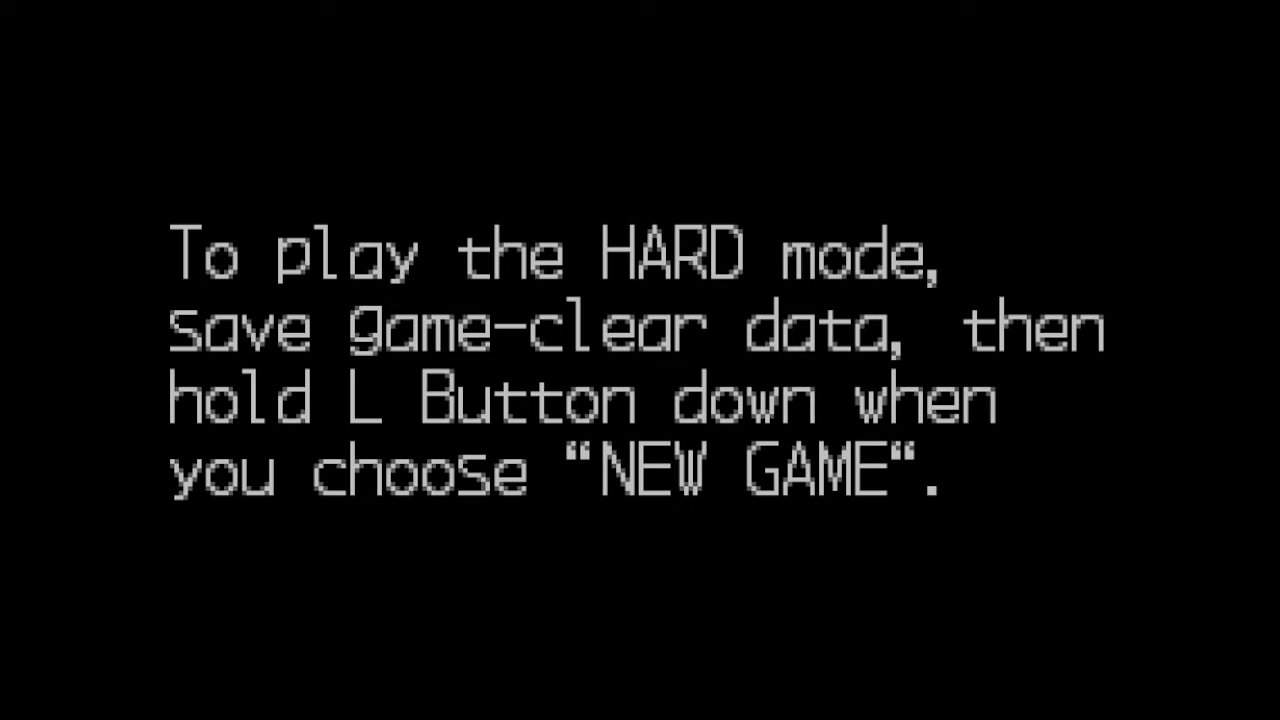 To play the HARD mode,
save game-clear data, then
hold L Button down when
you choose “NEW GAME“.